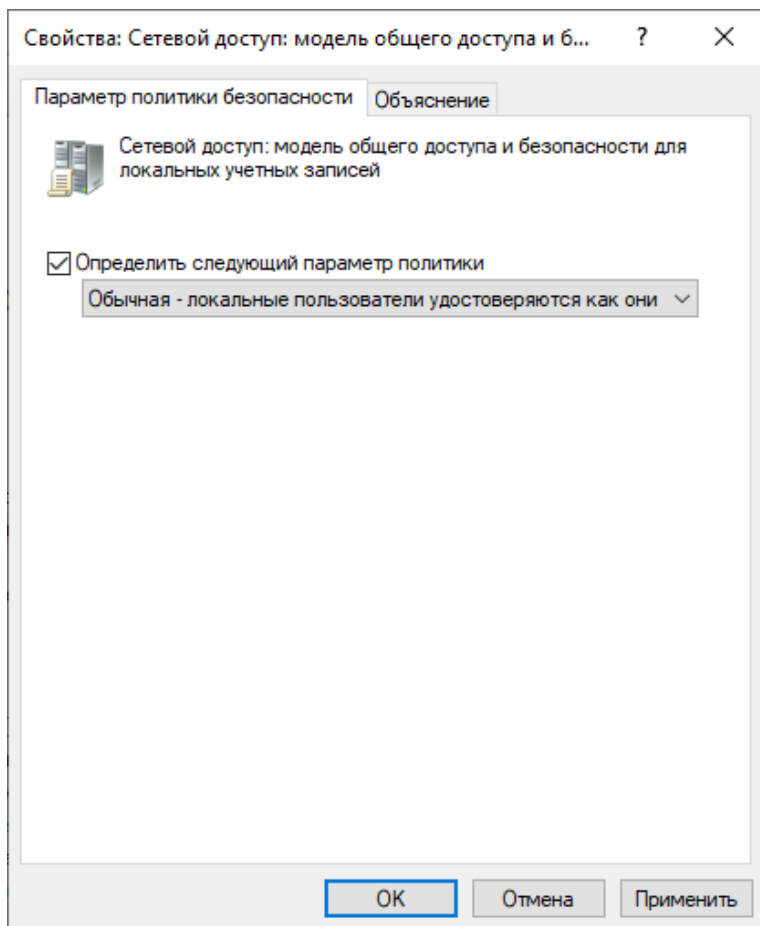 Свойства: Сетевой доступ: модель общего доступа и б...
?
Параметр политики безопасности
Объяснение
Сетевой доступ: модель общего доступа и безопасности для
локальных учетных записей
Определить следующий параметр политики
Обычная - локальные пользователи удостоверяются как они
OK
Отмена
Применить